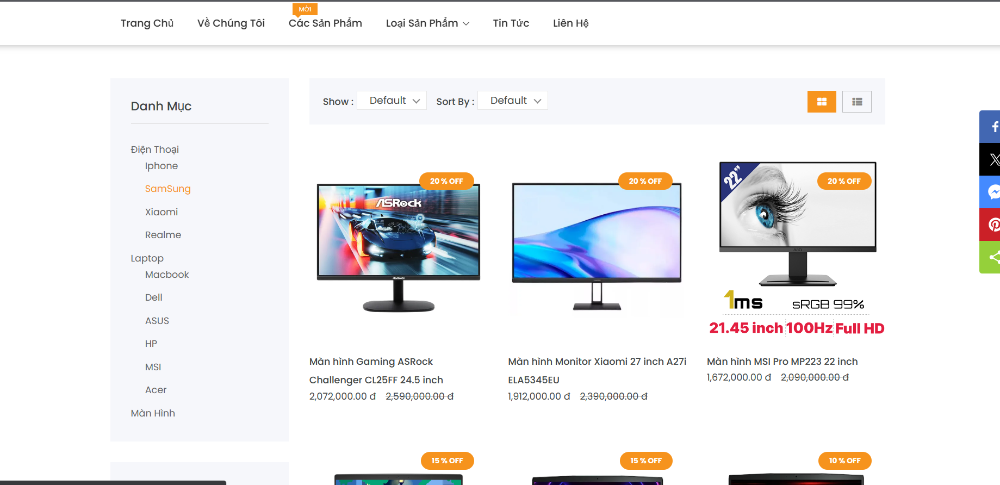 MỚI
Trang Chủ
Về Chúng Tôi
Các Sản Phẩm
Loại Sản Phẩm
Tin Tức
Liên Hệ
Danh Mục
Điện Thoại
Iphone
SamSung
Xiaomi
Realme
Laptop
Macbook
Dell
ASUS
HP
MSI
Acer
Màn Hình
Show :
Default
Sort By :
Default
20 % OFF
ASRock
ASRock
Màn hình Gaming ASRock
Challenger CL25FF 24.5 inch
2,072,000.00 đ 2,590,000.00 đ
20 % OFF
Màn hình Monitor Xiaomi 27 inch A27i
ELA5345EU
1,912,000.00 đ 2,390,000.00 đ
22”
20 % OFF
MSI
1ms
sRGB 99%
21.45 inch 100Hz Full HD
Màn hình MSI Pro MP223 22 inch
1,672,000.00 đ 2,090,000.00 đ
15 % OFF
15 % OFF
10 % OFF